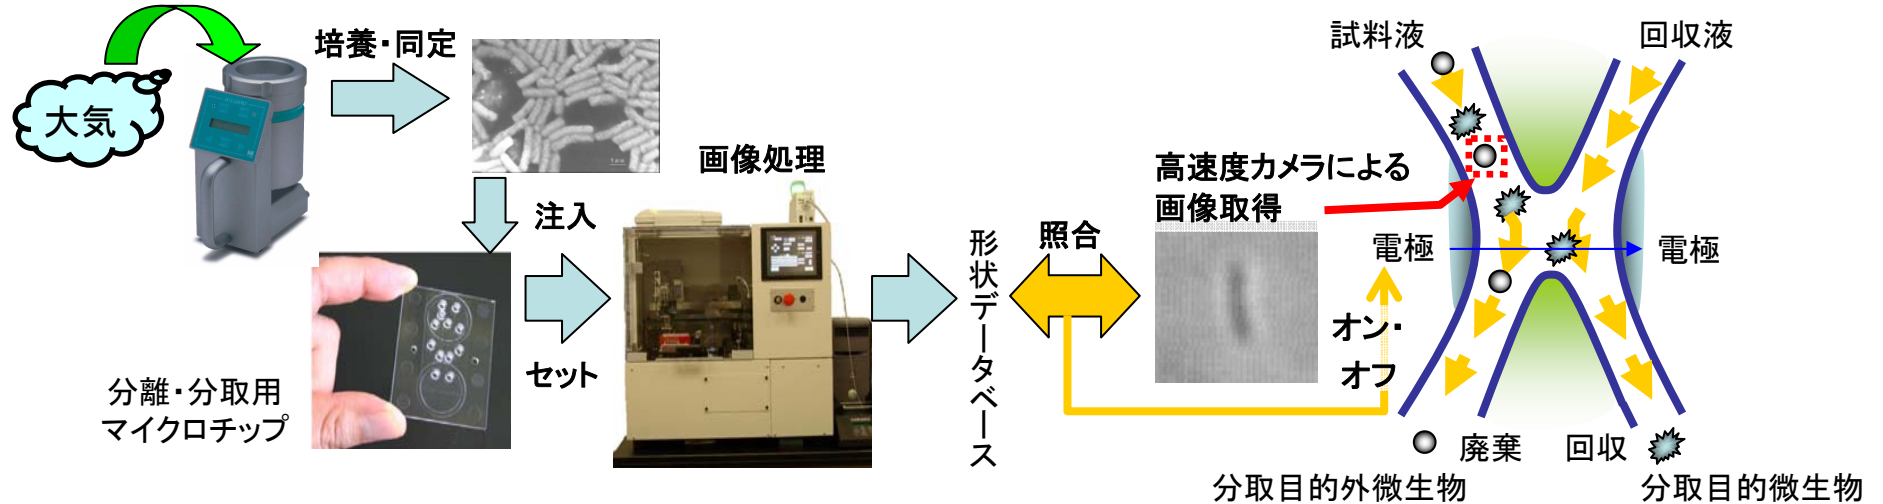 大気
培養・同定
画像処理
注入
セット
分離・分取用
マイクロチップ
形状データベース
照合
高速度カメラによる
画像取得
オン・
オフ
試料液
回収液
電極
電極
廃棄
回収
分取目的外微生物
分取目的微生物